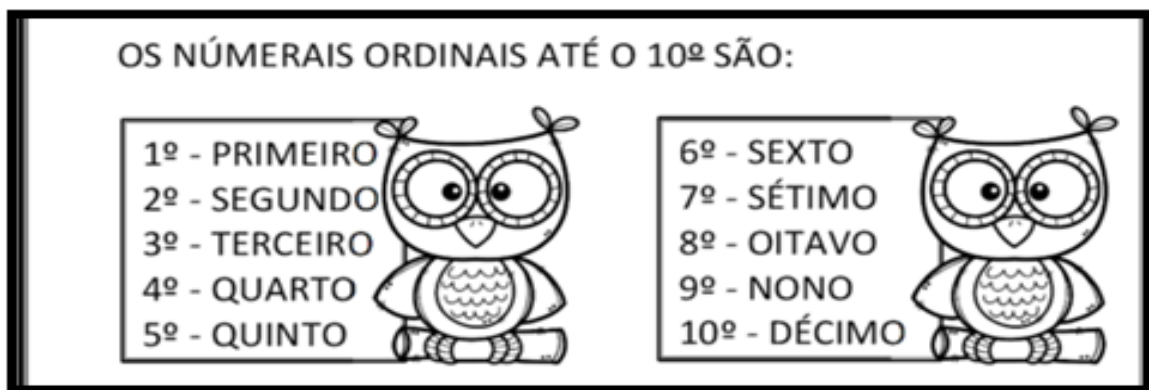 OS NÚMERAIS ORDINAIS ATÉ O 10º SÃO:
1º - PRIMEIRO
2º - SEGUNDO
3º - TERCEIRO
4º - QUARTO
5º - QUINTO
6º - SEXTO
7º - SÉTIMO
8º - OITAVO
9º - NONO
10º - DÉCIMO